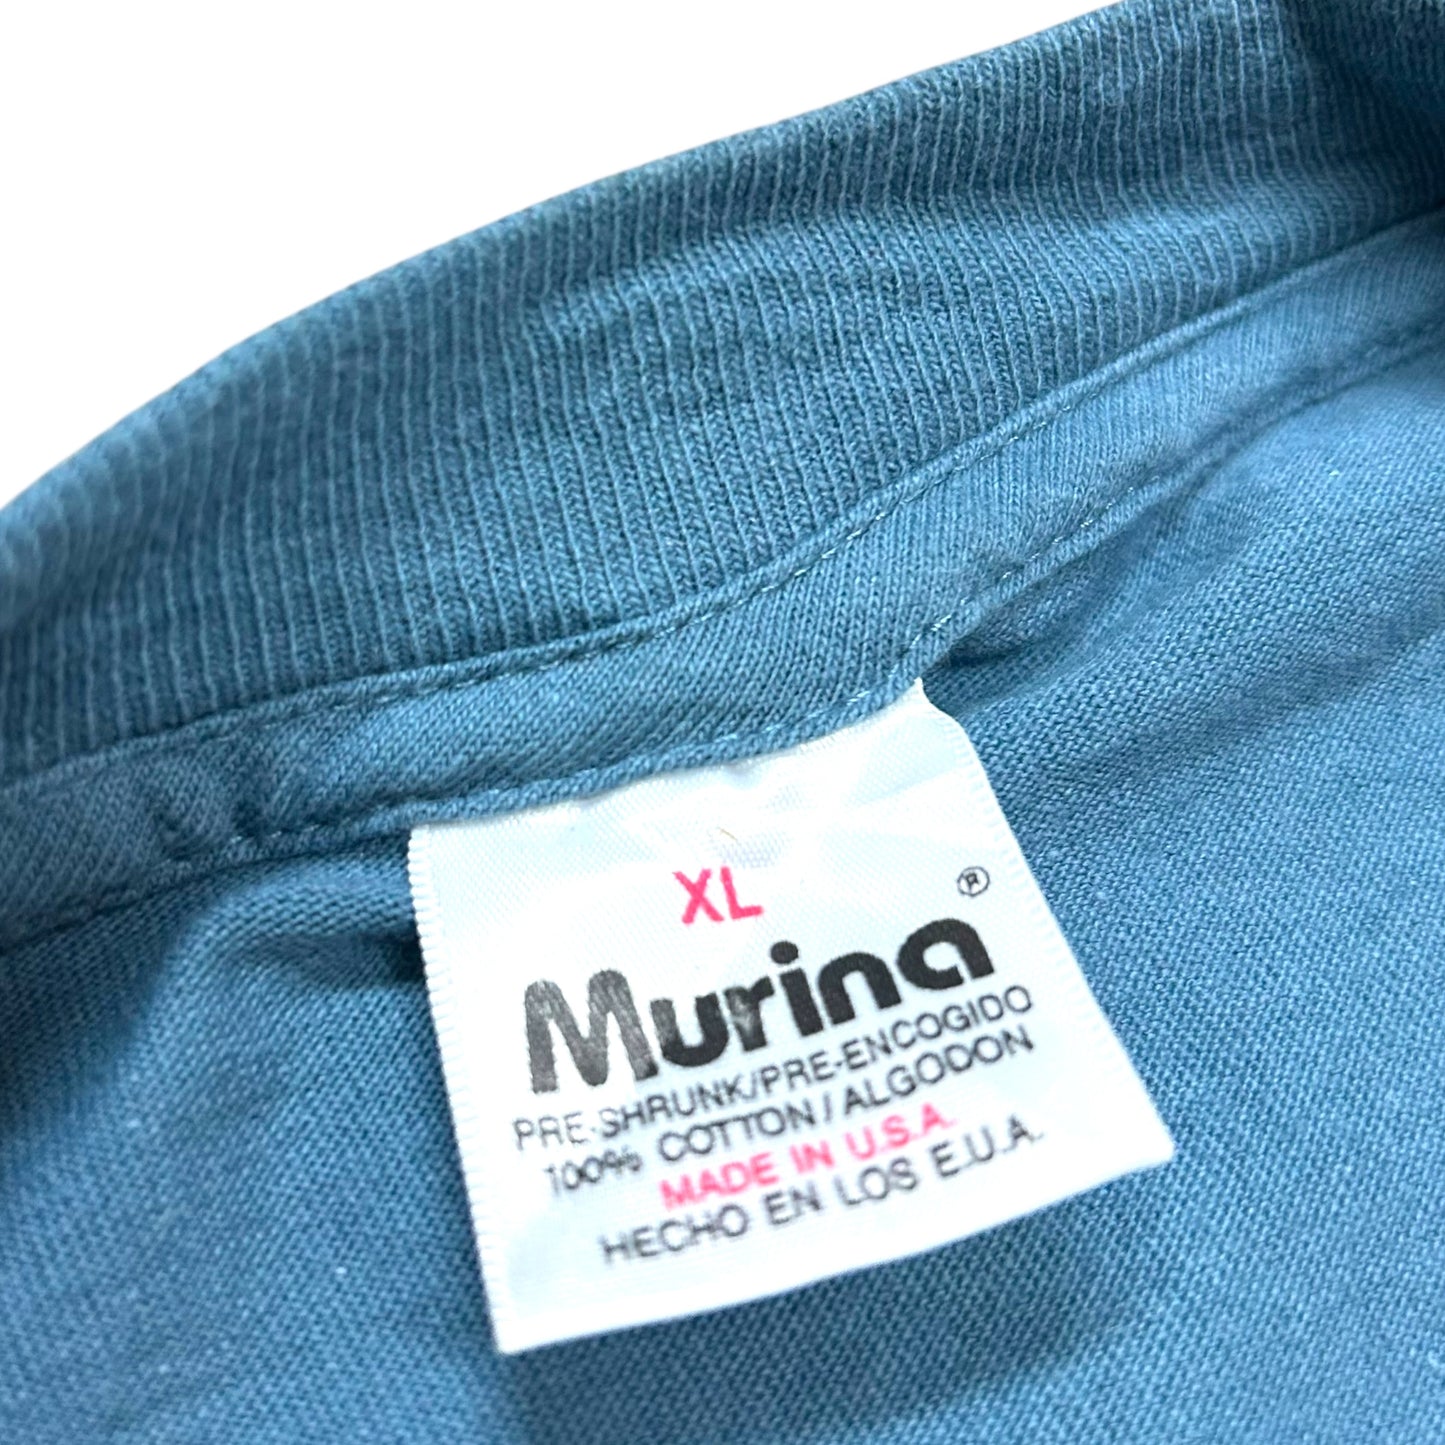 XL
Murina®
PRE-SHRUNK/PRE-ENCOGIDO
100% COTTON/ALGODON
MADE IN U.S.A.
HECHO EN LOS E.U.A.